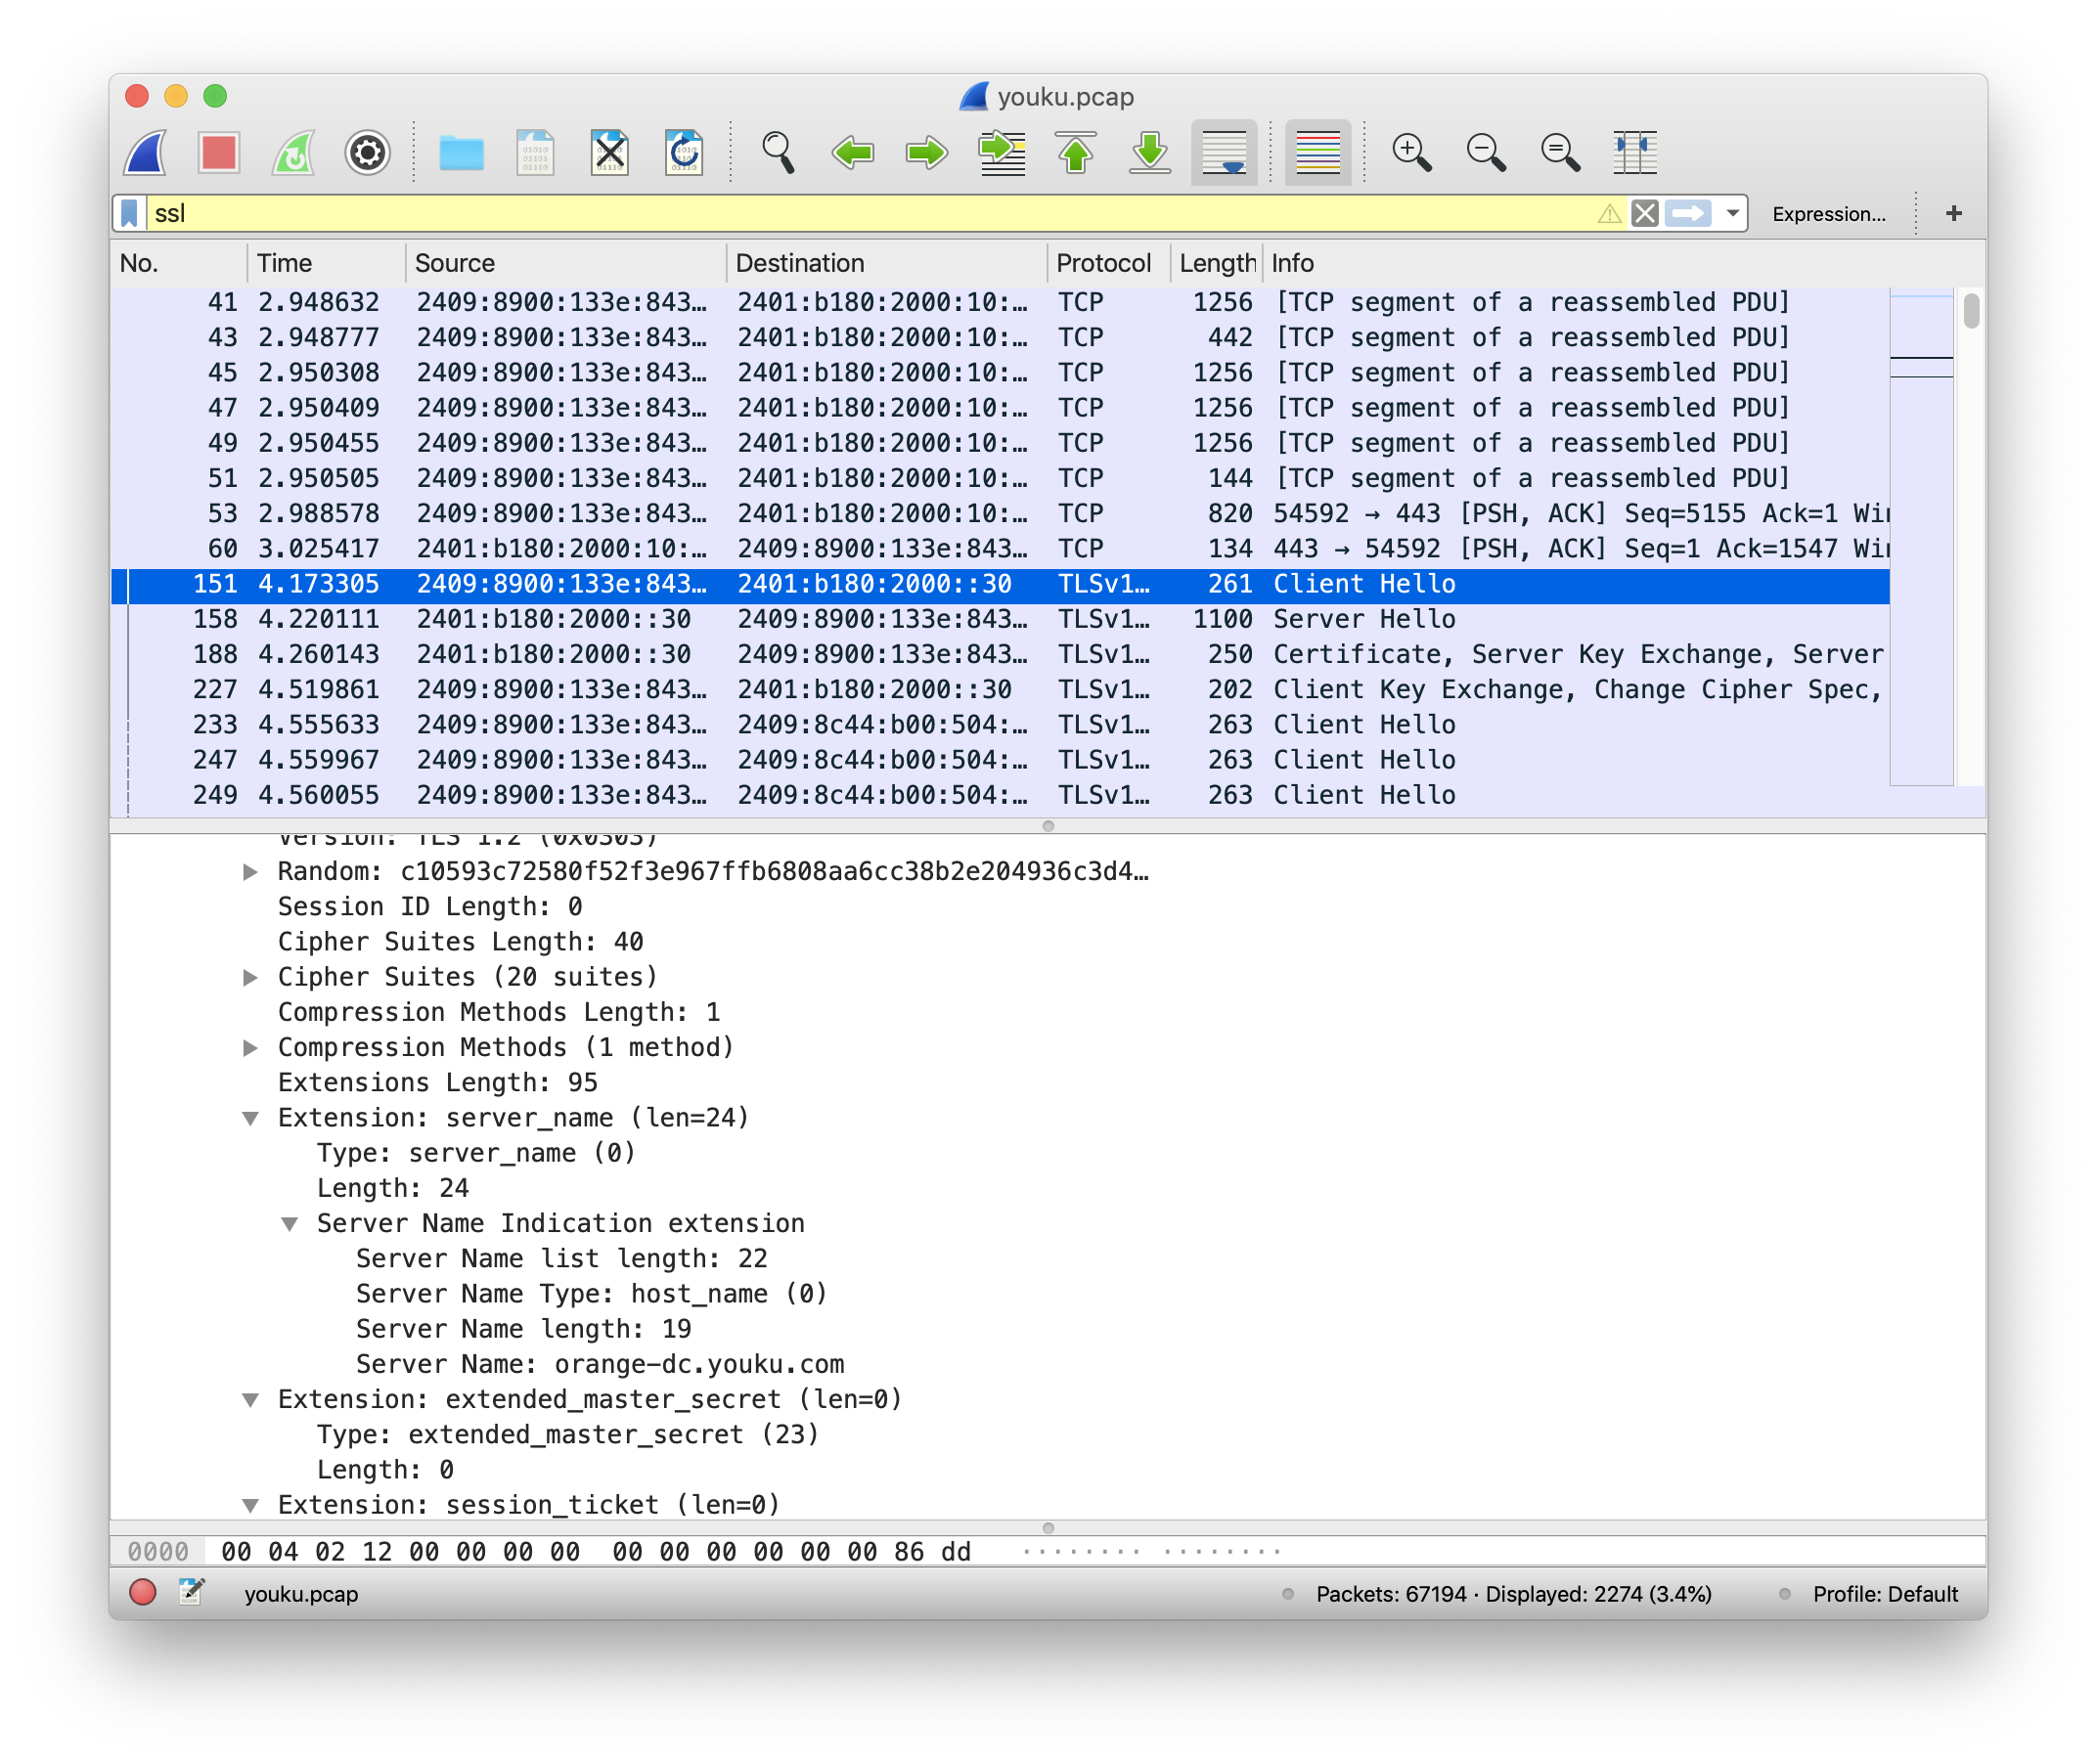 youku.pcap
ssl
Expression...
+
No. Time Source Destination Protocol Length Info
41 2.948632 2409:8900:133e:843… 2401:b180:2000:10:… TCP 1256 [TCP segment of a reassembled PDU]
43 2.948777 2409:8900:133e:843… 2401:b180:2000:10:… TCP 442 [TCP segment of a reassembled PDU]
45 2.950308 2409:8900:133e:843… 2401:b180:2000:10:… TCP 1256 [TCP segment of a reassembled PDU]
47 2.950409 2409:8900:133e:843… 2401:b180:2000:10:… TCP 1256 [TCP segment of a reassembled PDU]
49 2.950455 2409:8900:133e:843… 2401:b180:2000:10:… TCP 1256 [TCP segment of a reassembled PDU]
51 2.950505 2409:8900:133e:843… 2401:b180:2000:10:… TCP 144 [TCP segment of a reassembled PDU]
53 2.988578 2409:8900:133e:843… 2401:b180:2000:10:… TCP 820 54592 → 443 [PSH, ACK] Seq=5155 Ack=1 Win
60 3.025417 2401:b180:2000:10:… 2409:8900:133e:843… TCP 134 443 → 54592 [PSH, ACK] Seq=1 Ack=1547 Win
151 4.173305 2409:8900:133e:843… 2401:b180:2000::30 TLSv1… 261 Client Hello
158 4.220111 2401:b180:2000::30 2409:8900:133e:843… TLSv1… 1100 Server Hello
188 4.260143 2401:b180:2000::30 2409:8900:133e:843… TLSv1… 250 Certificate, Server Key Exchange, Server
227 4.519861 2409:8900:133e:843… 2401:b180:2000::30 TLSv1… 202 Client Key Exchange, Change Cipher Spec,
233 4.555633 2409:8900:133e:843… 2409:8c44:b00:504:… TLSv1… 263 Client Hello
247 4.559967 2409:8900:133e:843… 2409:8c44:b00:504:… TLSv1… 263 Client Hello
249 4.560055 2409:8900:133e:843… 2409:8c44:b00:504:… TLSv1… 263 Client Hello
Version: TLS 1.2 (0x0303)
Random: c10593c72580f52f3e967ffb6808aa6cc38b2e204936c3d4…
Session ID Length: 0
Cipher Suites Length: 40
Cipher Suites (20 suites)
Compression Methods Length: 1
Compression Methods (1 method)
Extensions Length: 95
Extension: server_name (len=24)
Type: server_name (0)
Length: 24
Server Name Indication extension
Server Name list length: 22
Server Name Type: host_name (0)
Server Name length: 19
Server Name: orange-dc.youku.com
Extension: extended_master_secret (len=0)
Type: extended_master_secret (23)
Length: 0
Extension: session_ticket (len=0)
0000 00 04 02 12 00 00 00 00 00 00 00 00 00 00 86 dd ········ ········
youku.pcap Packets: 67194 · Displayed: 2274 (3.4%) Profile: Default